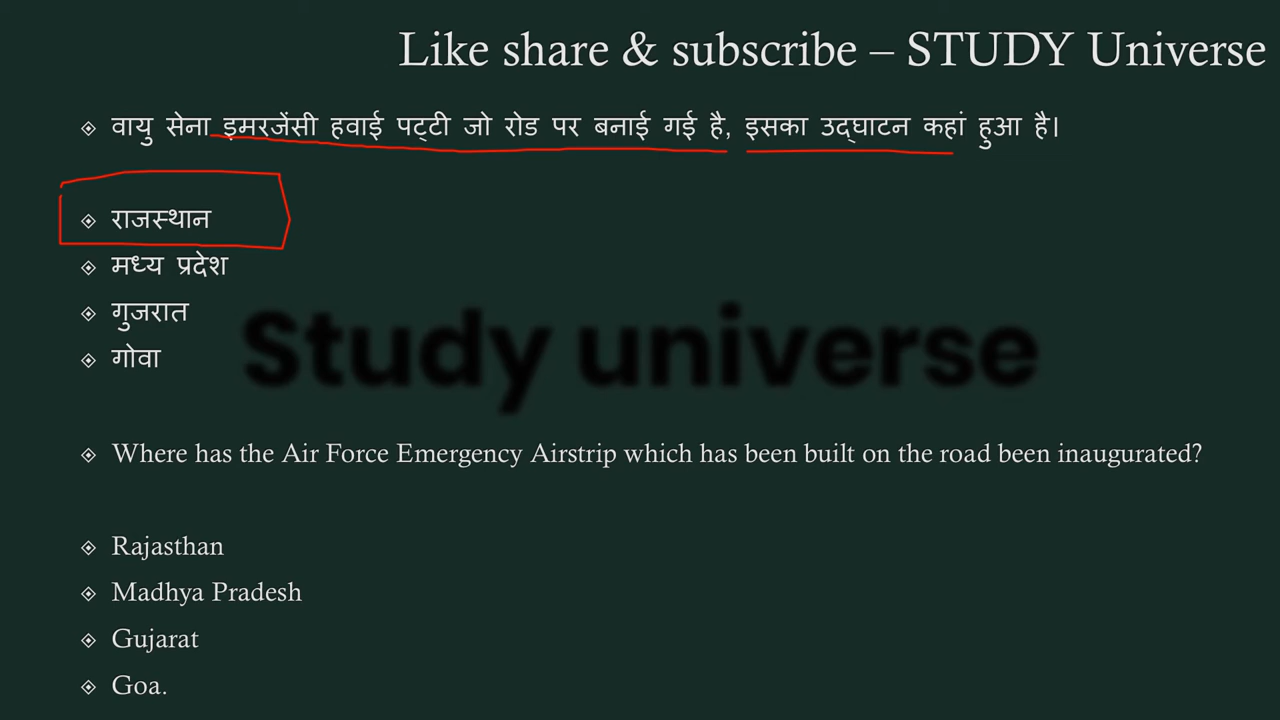 Like share & subscribe – STUDY Universe
वायु सेना इमरजेंसी हवाई पट्टी जो रोड पर बनाई गई है, इसका उद्घाटन कहां हुआ है।
राजस्थान
मध्य प्रदेश
गुजरात
गोवा
Study universe
Where has the Air Force Emergency Airstrip which has been built on the road been inaugurated?
Rajasthan
Madhya Pradesh
Gujarat
Goa.